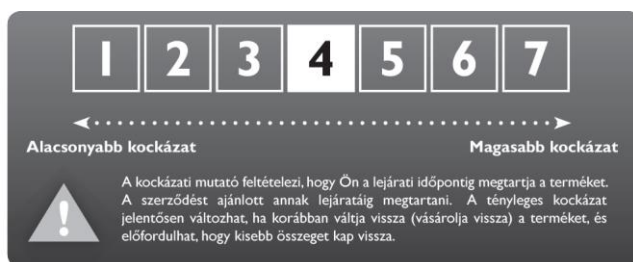 1 2 3 4 5 6 7
Alacsonyabb kockázat Magasabb kockázat
A kockázati mutató feltételezi, hogy Ön a lejárati időpontig megtartja a terméket.
A szerződést ajánlott annak lejáratáig megtartani. A tényleges kockázat
jelentősen változhat, ha korábban váltja vissza (vásárolja vissza) a terméket, és
előfordulhat, hogy kisebb összeget kap vissza.